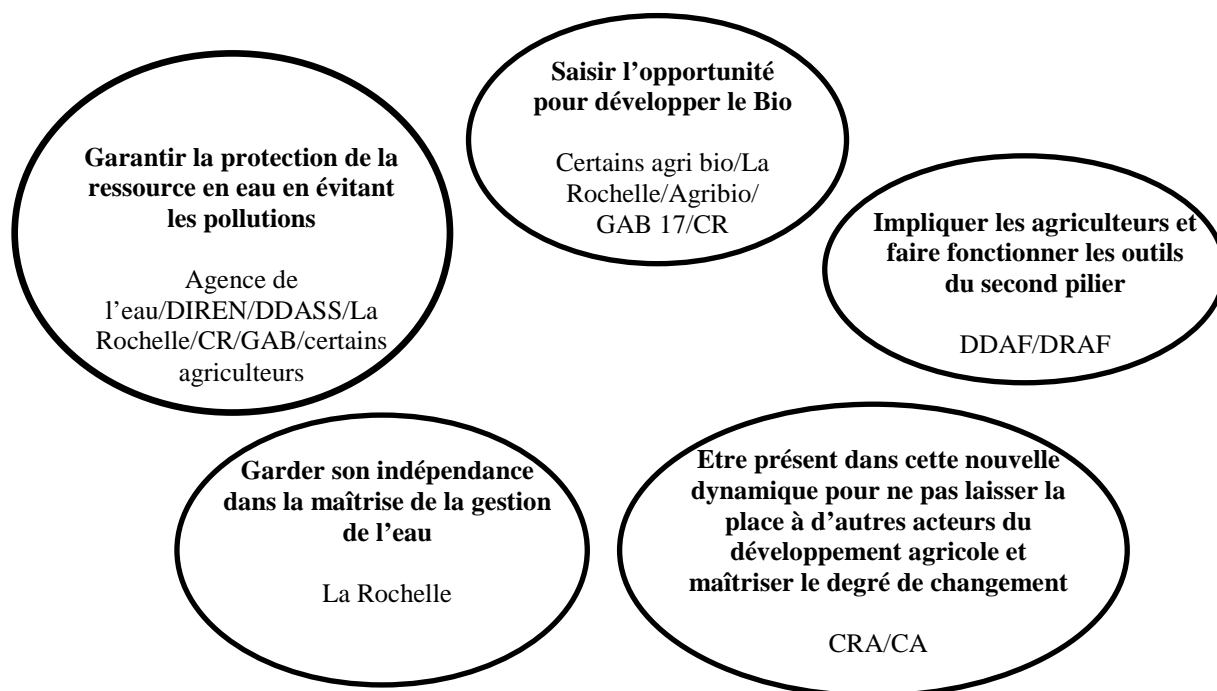 Saisir l’opportunité
pour développer le Bio
Certains agri bio/La
Rochelle/Agribio/
GAB 17/CR
Garantir la protection de la
ressource en eau en évitant
les pollutions
Agence de
l’eau/DIREN/DDASS/La
Rochelle/CR/GAB/certains
agriculteurs
Impliquer les agriculteurs et
faire fonctionner les outils
du second pilier
DDAF/DRAF
Garder son indépendance
dans la maîtrise de la gestion
de l’eau
La Rochelle
Etre présent dans cette nouvelle
dynamique pour ne pas laisser la
place à d’autres acteurs du
développement agricole et
maîtriser le degré de changement
CRA/CA